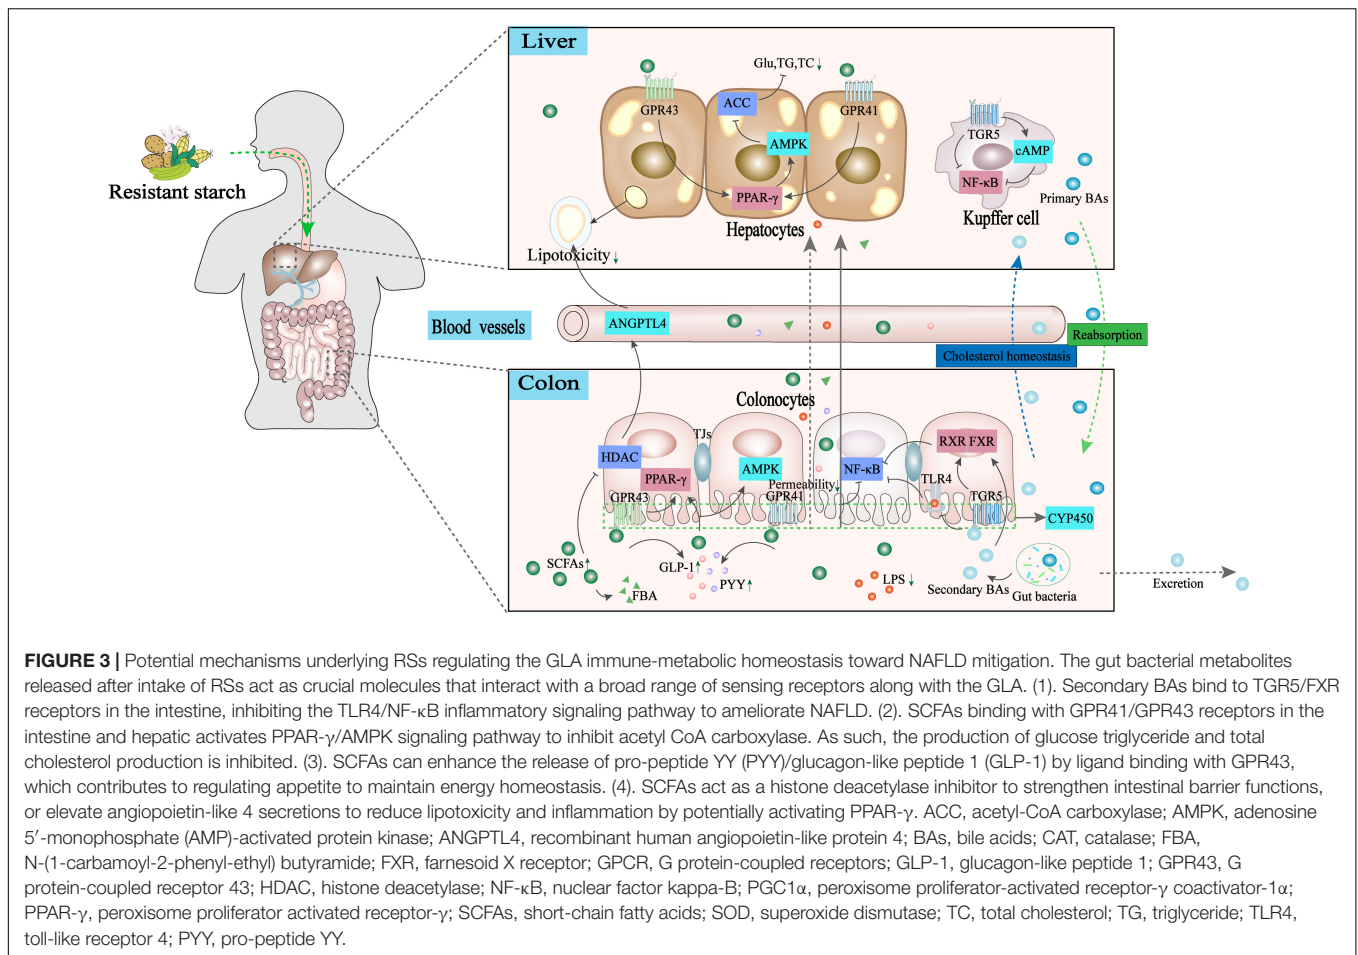 Liver
Glu,TG,TC↓
GPR43
ACC
GPR41
AMPK
PPAR-γ
Hepatocytes
Lipotoxicity↓
TGR5
cAMP
NF-κB
Primary BAs
Kupffer cell
Resistant starch
Blood vessels
ANGPTL4
Cholesterol homeostasis
Reabsorption
Colon
Colonocytes
HDAC
PPAR-γ
GPR43
TJs
AMPK
Permeability↓
GPR41
NF-κB
RXR FXR
TLR4
TGR5
CYP450
SCFAs↑
FBA
GLP-1↑
PYY↑
LPS↓
Secondary BAs
Gut bacteria
Excretion
FIGURE 3 | Potential mechanisms underlying RSs regulating the GLA immune-metabolic homeostasis toward NAFLD mitigation. The gut bacterial metabolites
released after intake of RSs act as crucial molecules that interact with a broad range of sensing receptors along with the GLA. (1). Secondary BAs bind to TGR5/FXR
receptors in the intestine, inhibiting the TLR4/NF-κB inflammatory signaling pathway to ameliorate NAFLD. (2). SCFAs binding with GPR41/GPR43 receptors in the
intestine and hepatic activates PPAR-γ/AMPK signaling pathway to inhibit acetyl CoA carboxylase. As such, the production of glucose triglyceride and total
cholesterol production is inhibited. (3). SCFAs can enhance the release of pro-peptide YY (PYY)/glucagon-like peptide 1 (GLP-1) by ligand binding with GPR43,
which contributes to regulating appetite to maintain energy homeostasis. (4). SCFAs act as a histone deacetylase inhibitor to strengthen intestinal barrier functions,
or elevate angiopoietin-like 4 secretions to reduce lipotoxicity and inflammation by potentially activating PPAR-γ. ACC, acetyl-CoA carboxylase; AMPK, adenosine
5′-monophosphate (AMP)-activated protein kinase; ANGPTL4, recombinant human angiopoietin-like protein 4; BAs, bile acids; CAT, catalase; FBA,
N-(1-carbamoyl-2-phenyl-ethyl) butyramide; FXR, farnesoid X receptor; GPCR, G protein-coupled receptors; GLP-1, glucagon-like peptide 1; GPR43, G
protein-coupled receptor 43; HDAC, histone deacetylase; NF-κB, nuclear factor kappa-B; PGC1α, peroxisome proliferator-activated receptor-γ coactivator-1α;
PPAR-γ, peroxisome proliferator activated receptor-γ; SCFAs, short-chain fatty acids; SOD, superoxide dismutase; TC, total cholesterol; TG, triglyceride; TLR4,
toll-like receptor 4; PYY, pro-peptide YY.